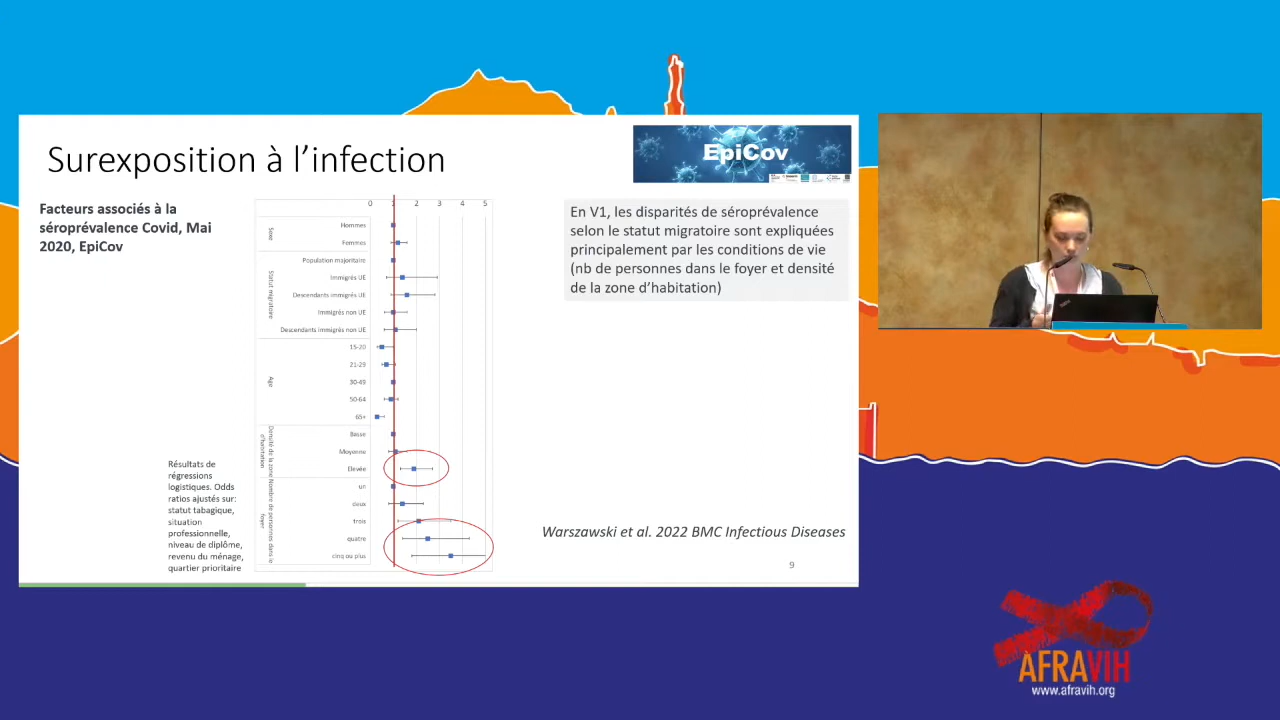 Surexposition à l'infection
EpiCov
Facteurs associés à la
séroprévalence Covid, Mai
2020, EpiCov
0 1 2 3 4 5
Sexe
Hommes
Femmes
Statut migratoire
Population majoritaire
Immigrés UE
Descendants immigrés UE
Immigrés non UE
Descendants immigrés non UE
Age
15-20
21-29
30-49
50-64
65+
Densité de la zone
d'habitation
Basse
Moyenne
Elevée
Nombre de personnes dans le
foyer
un
deux
trois
quatre
cinq ou plus
En V1, les disparités de séroprévalence
selon le statut migratoire sont expliquées
principalement par les conditions de vie
(nb de personnes dans le foyer et densité
de la zone d'habitation)
Résultats de
régressions
logistiques. Odds
ratios ajustés sur:
statut tabagique,
situation
professionnelle,
niveau de diplôme,
revenu du ménage,
quartier prioritaire
Warszawski et al. 2022 BMC Infectious Diseases
9
AFRAVIH
www.afravih.org